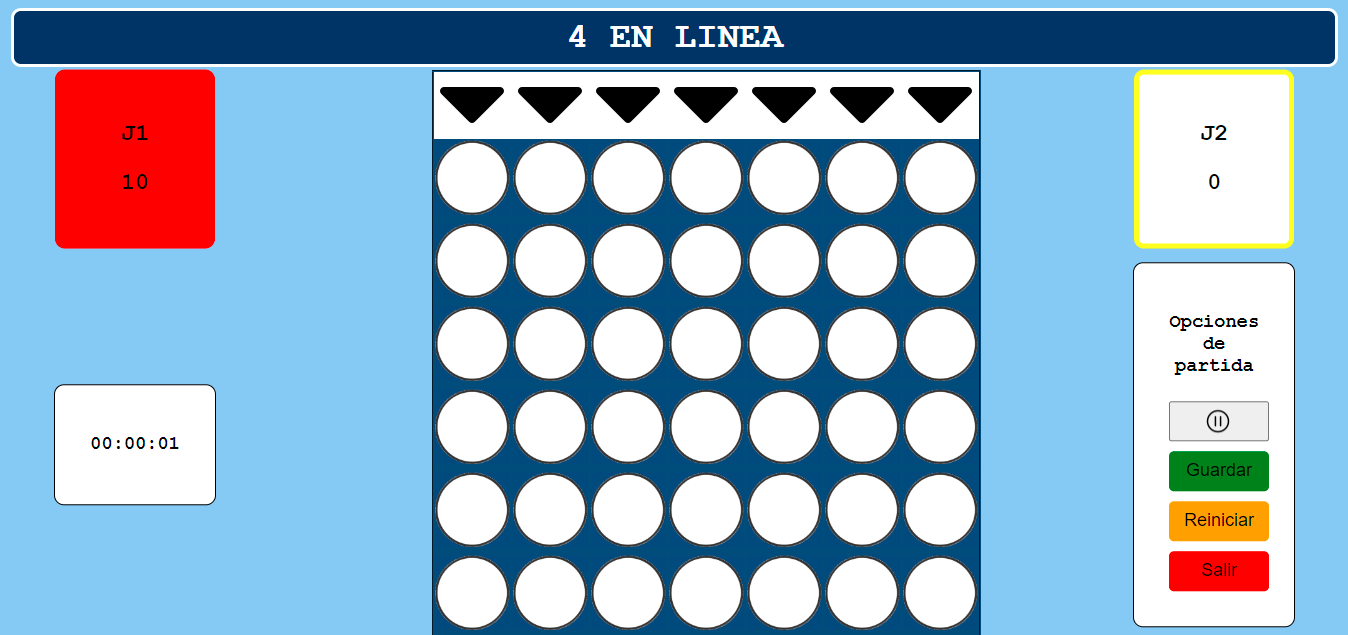 4 EN LINEA
J1
10
J2
0
00:00:01
Opciones
de
partida
Guardar
Reiniciar
Salir